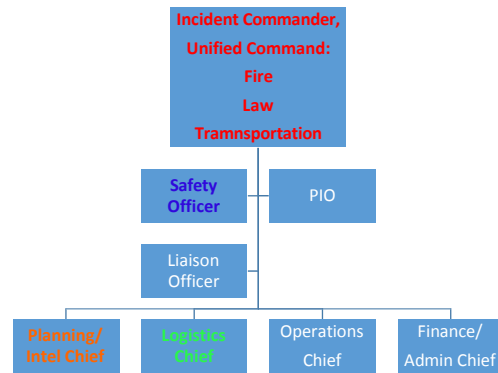 Incident Commander,
Unified Command:
Fire
Law
Tramnsportation
Safety
Officer
PIO
Liaison
Officer
Planning/
Intel Chief
Logistics
Chief
Operations
Chief
Finance/
Admin Chief